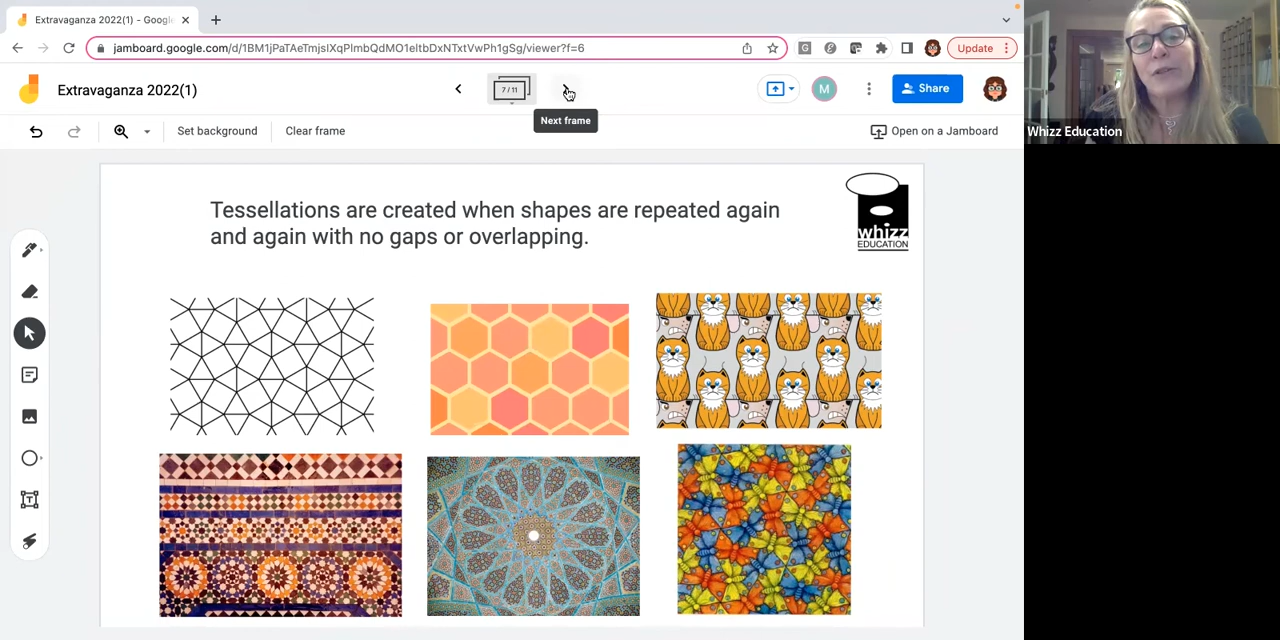 Extravaganza 2022(1) - Google
jamboard.google.com/d/1BM1jPaTAeTmjsIXqPlmbQdMO1eltbDxNTxtVwPh1gSg/viewer?f=6
Update
Extravaganza 2022(1)
7 / 11
M
Share
Next frame
Set background
Clear frame
Open on a Jamboard
Whizz Education
Tessellations are created when shapes are repeated again
and again with no gaps or overlapping.
whizz
EDUCATION